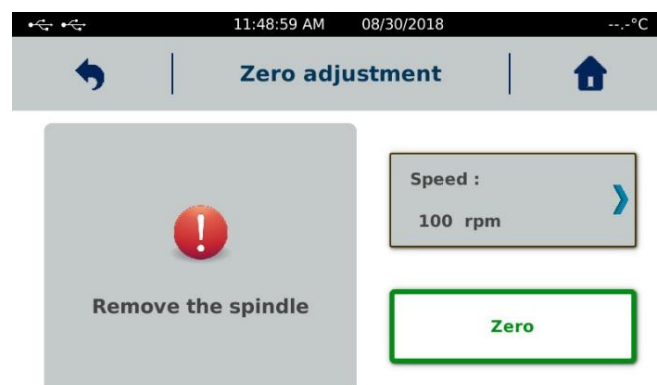 11:48:59 AM 08/30/2018 --.-°C
Zero adjustment
Speed :
100 rpm
Remove the spindle
Zero